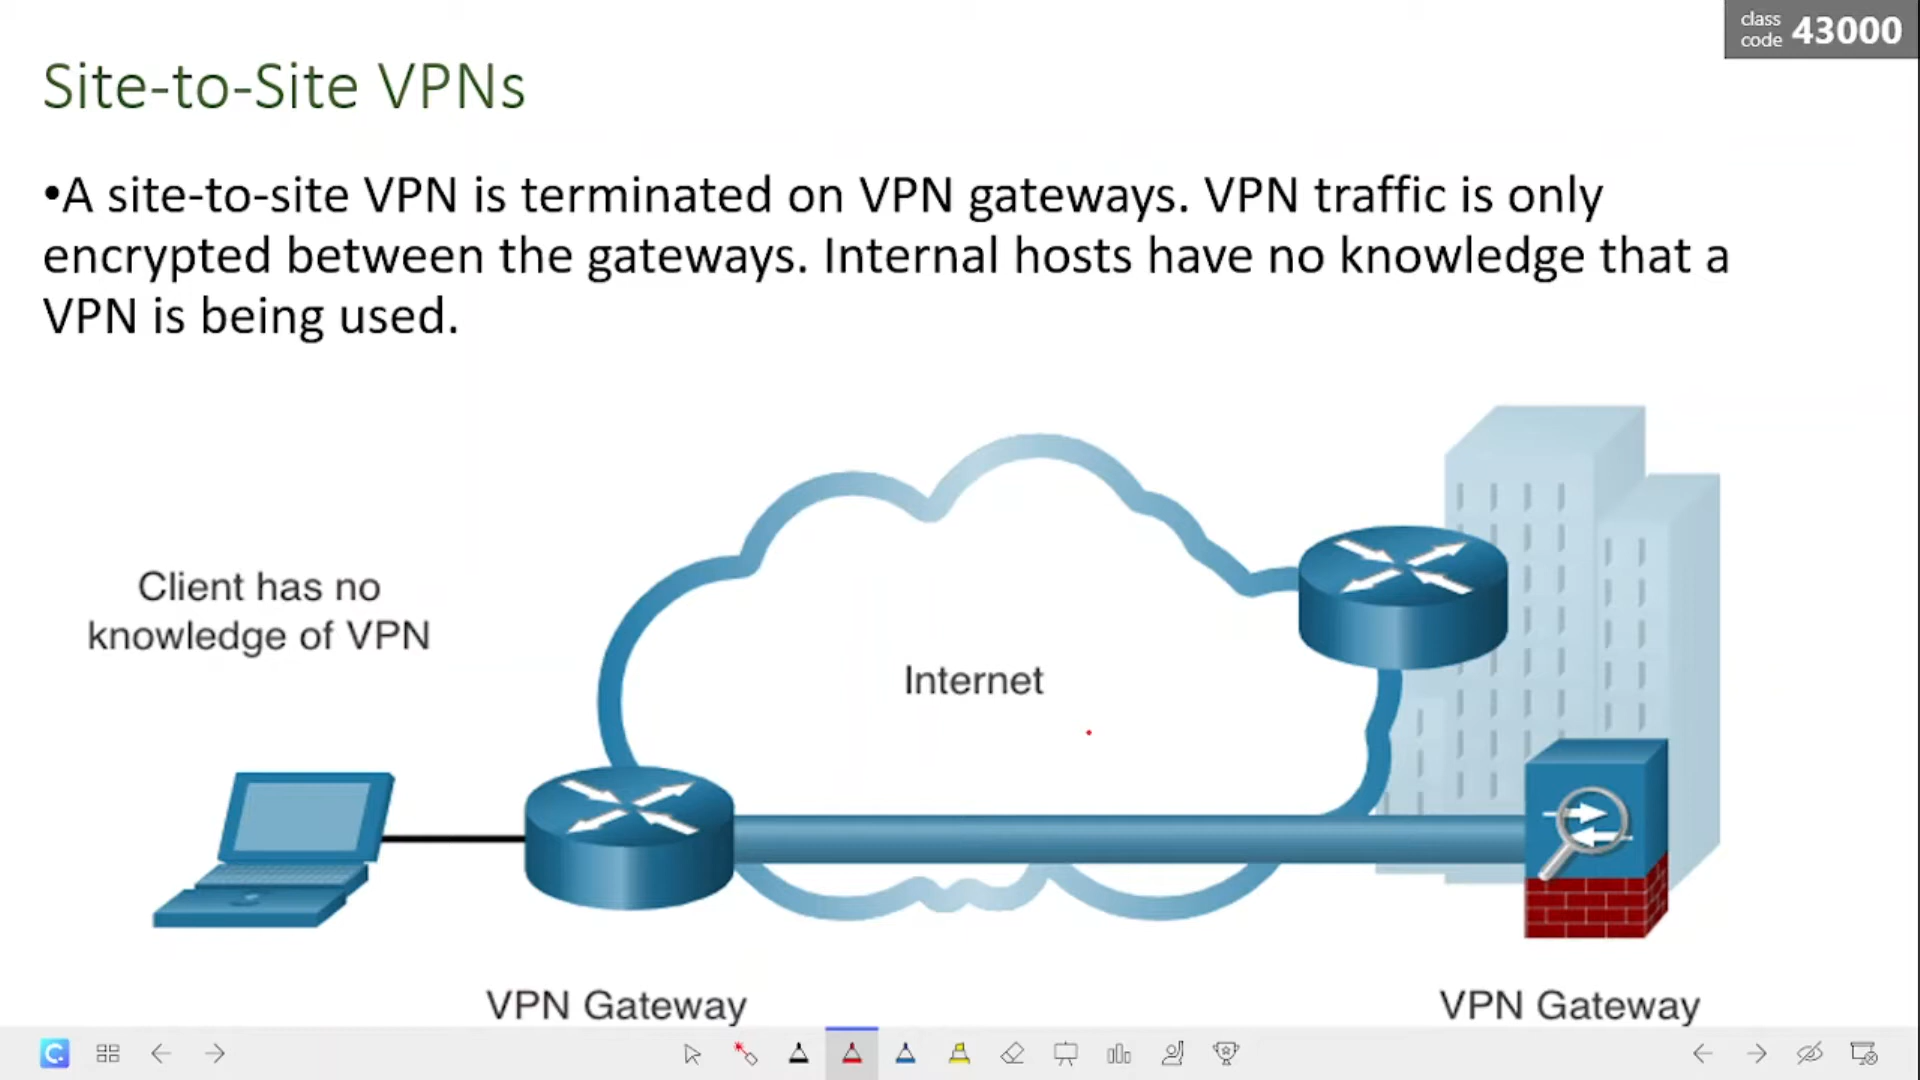 class
code 43000
Site-to-Site VPNs
•A site-to-site VPN is terminated on VPN gateways. VPN traffic is only
encrypted between the gateways. Internal hosts have no knowledge that a
VPN is being used.
Client has no
knowledge of VPN
Internet
VPN Gateway
VPN Gateway